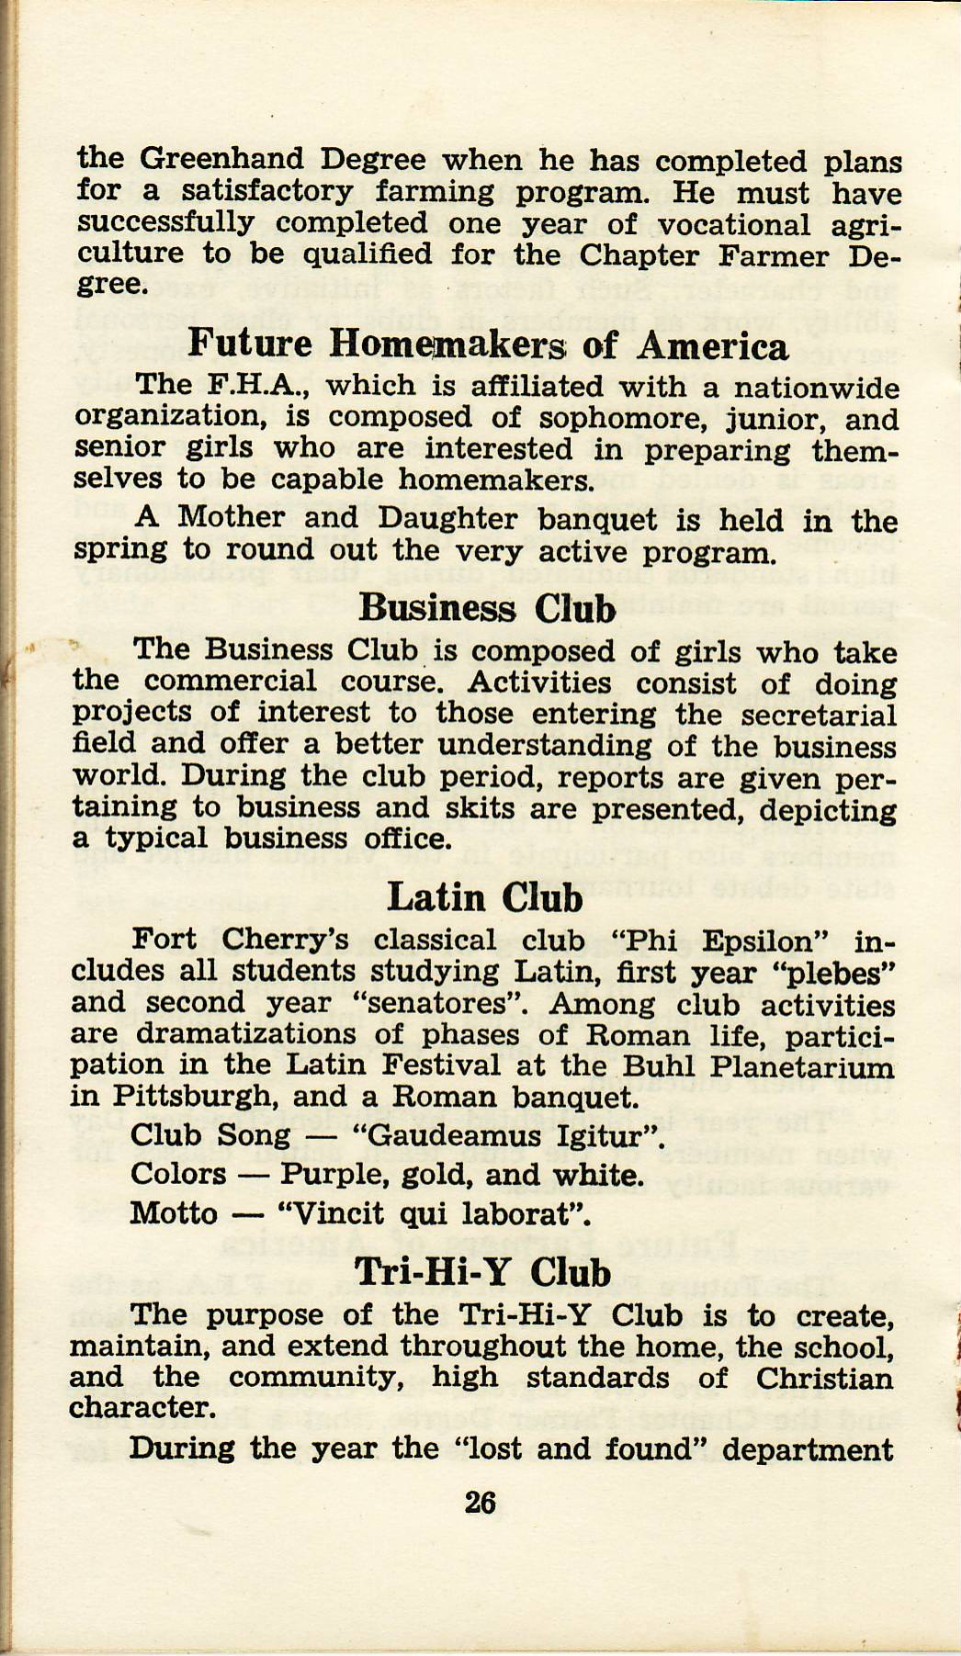 the Greenhand Degree when he has completed plans
for a satisfactory farming program. He must have
successfully completed one year of vocational agri-
culture to be qualified for the Chapter Farmer De-
gree.
Future Homemakers of America
The F.H.A., which is affiliated with a nationwide
organization, is composed of sophomore, junior, and
senior girls who are interested in preparing them-
selves to be capable homemakers.
A Mother and Daughter banquet is held in the
spring to round out the very active program.
Business Club
The Business Club is composed of girls who take
the commercial course. Activities consist of doing
projects of interest to those entering the secretarial
field and offer a better understanding of the business
world. During the club period, reports are given per-
taining to business and skits are presented, depicting
a typical business office.
Latin Club
Fort Cherry's classical club “Phi Epsilon” in-
cludes all students studying Latin, first year “plebes”
and second year “senatores”. Among club activities
are dramatizations of phases of Roman life, partici-
pation in the Latin Festival at the Buhl Planetarium
in Pittsburgh, and a Roman banquet.
Club Song — “Gaudeamus Igitur”.
Colors — Purple, gold, and white.
Motto — “Vincit qui laborat”.
Tri-Hi-Y Club
The purpose of the Tri-Hi-Y Club is to create,
maintain, and extend throughout the home, the school,
and the community, high standards of Christian
character.
During the year the “lost and found” department
26